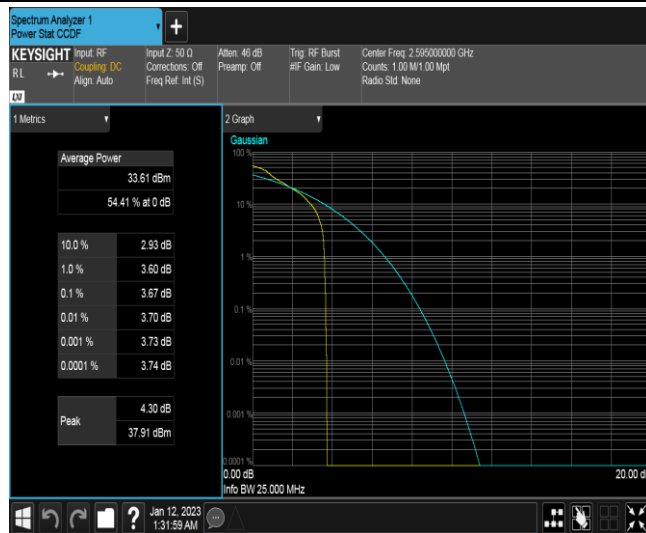 Spectrum Analyzer 1
Power Stat CCDF
+
KEYSIGHT
RL
Input: RF
Coupling: DC
Align: Auto
Input Z: 50 Ω
Corrections: Off
Freq Ref: Int (S)
Atten: 46 dB
Preamp: Off
Trig: RF Burst
#IF Gain: Low
Center Freq: 2.595000000 GHz
Counts: 1.00 M/1.00 Mpt
Radio Std: None
1 Metrics
Average Power
33.61 dBm
54.41 % at 0 dB
10.0 % 2.93 dB
1.0 % 3.60 dB
0.1 % 3.67 dB
0.01 % 3.70 dB
0.001 % 3.73 dB
0.0001 % 3.74 dB
Peak
4.30 dB
37.91 dBm
2 Graph
Gaussian
100 %
10 %
1 %
0.1 %
0.01 %
0.001 %
0.0001 %
0.00 dB
20.00 d
Info BW 25.000 MHz
?
Jan 12, 2023
1:31:59 AM